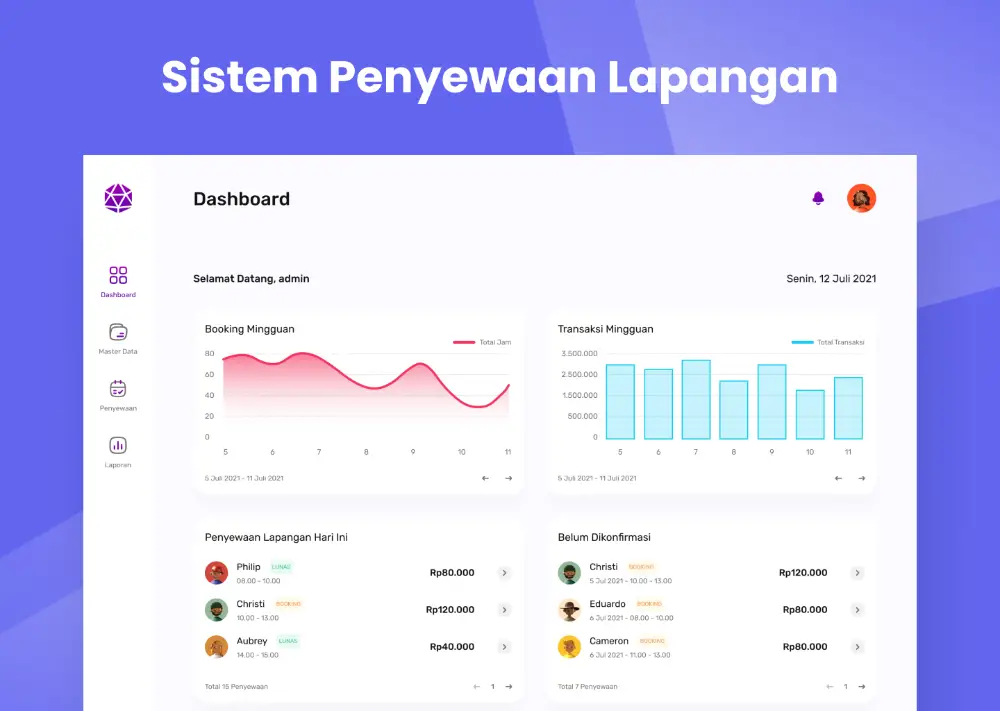 Sistem Penyewaan Lapangan
Dashboard
Selamat Datang, admin
Senin, 12 Juli 2021
Dashboard
Master Data
Penyewaan
Laporan
Booking Mingguan
Total Jam
80
60
40
20
0
5 6 7 8 9 10 11
5 Juli 2021 - 11 Juli 2021
Transaksi Mingguan
Total Transaksi
3.500.000
2.500.000
1.500.000
500.000
0
5 6 7 8 9 10 11
5 Juli 2021 - 11 Juli 2021
Penyewaan Lapangan Hari Ini
Philip LUNAS
08.00 - 10.00
Rp80.000
Christi BOOKING
10.00 - 13.00
Rp120.000
Aubrey LUNAS
14.00 - 15.00
Rp40.000
Total 15 Penyewaan
1
Belum Dikonfirmasi
Christi BOOKING
5 Jul 2021 - 10.00 - 13.00
Rp120.000
Eduardo BOOKING
6 Jul 2021 - 08.00 - 10.00
Rp80.000
Cameron BOOKING
6 Jul 2021 - 11.00 - 13.00
Rp80.000
Total 7 Penyewaan
1